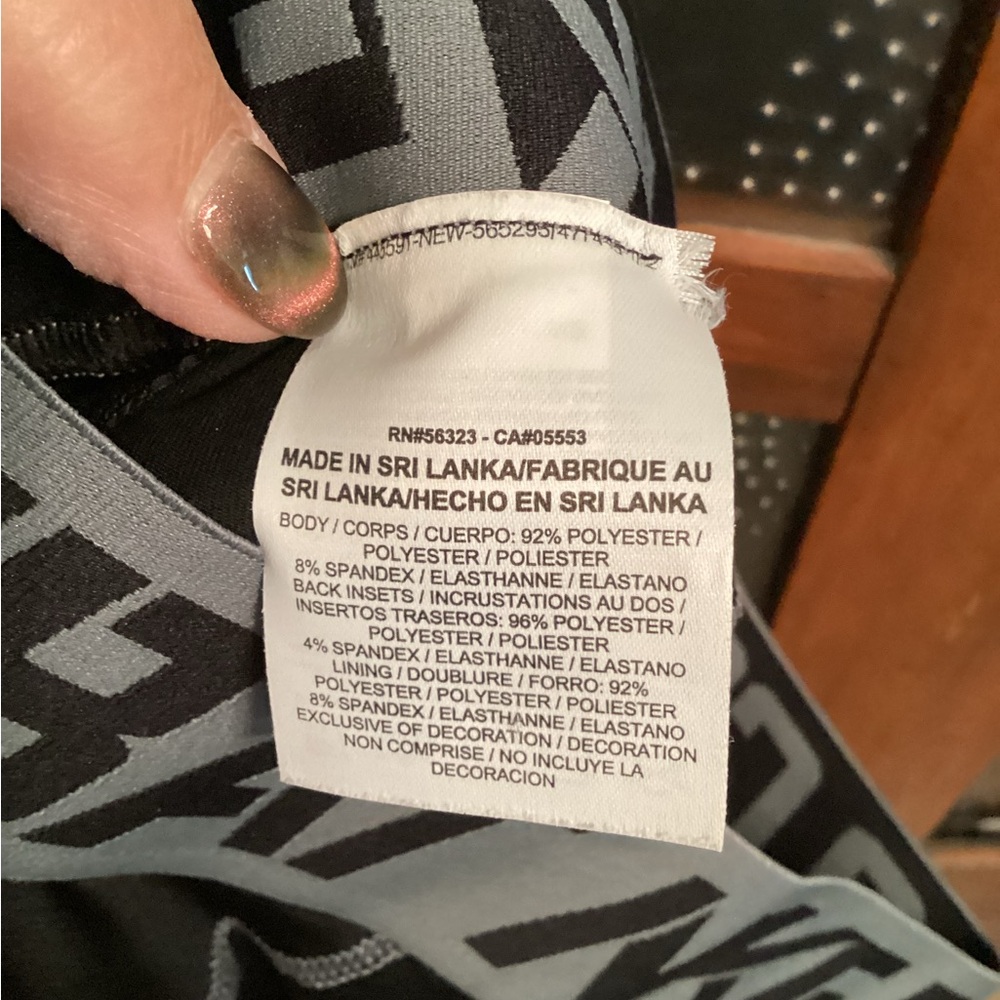 RN#56323 - CA#05553
MADE IN SRI LANKA/FABRIQUE AU
SRI LANKA/HECHO EN SRI LANKA
BODY / CORPS / CUERPO: 92% POLYESTER /
POLYESTER / POLIESTER
8% SPANDEX / ELASTHANNE / ELASTANO
BACK INSETS / INCRUSTATIONS AU DOS /
INSERTOS TRASEROS: 96% POLYESTER /
POLYESTER / POLIESTER
4% SPANDEX / ELASTHANNE / ELASTANO
LINING / DOUBLURE / FORRO: 92%
POLYESTER / POLYESTER / POLIESTER
8% SPANDEX / ELASTHANNE / ELASTANO
EXCLUSIVE OF DECORATION / DECORATION
NON COMPRISE / NO INCLUYE LA
DECORACION